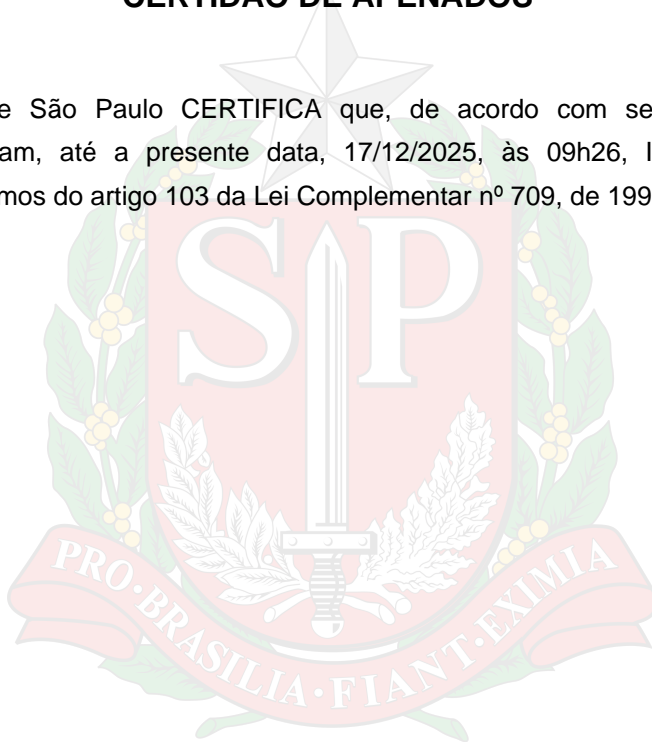 CERTIDÃO DE APENADOS
e São Paulo CERTIFICA que, de acordo com se
am, até a presente data, 17/12/2025, às 09h26, I
mos do artigo 103 da Lei Complementar nº 709, de 199
SP
PRO·BRASILIA·FIANT·EXIMIA